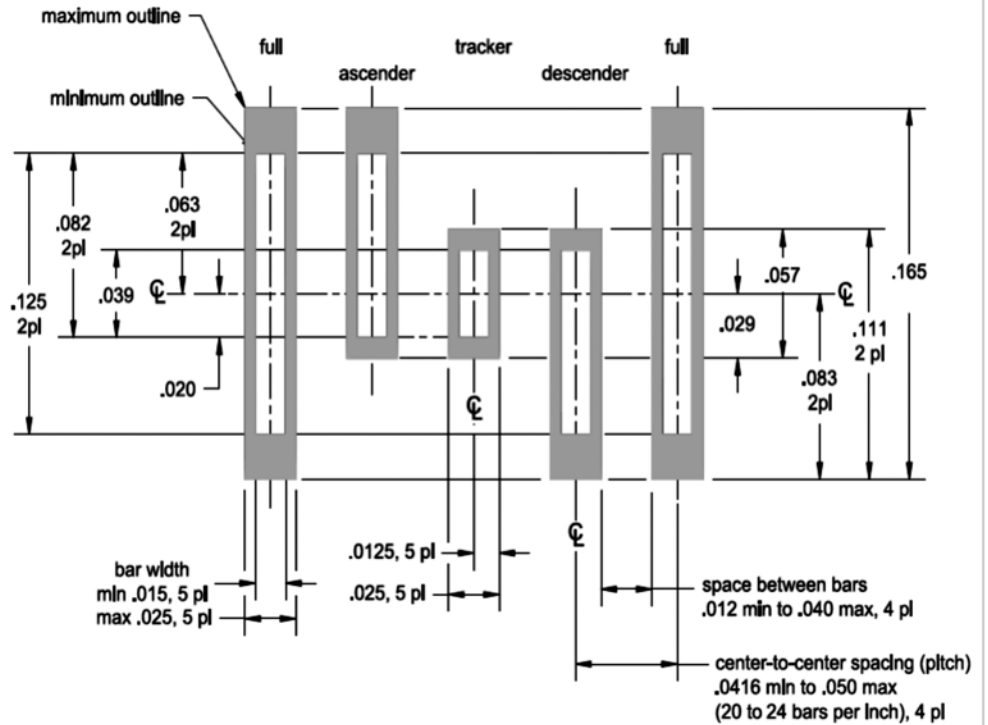 maximum outline
full
tracker
full
ascender
descender
minimum outline
.063
2pl
.082
2pl
.057
.165
.039
℄
℄
.125
2pl
.029
.111
2 pl
.083
2pl
.020
℄
℄
.0125, 5 pl
bar width
min .015, 5 pl
max .025, 5 pl
.025, 5 pl
space between bars
.012 min to .040 max, 4 pl
center-to-center spacing (pitch)
.0416 min to .050 max
(20 to 24 bars per inch), 4 pl